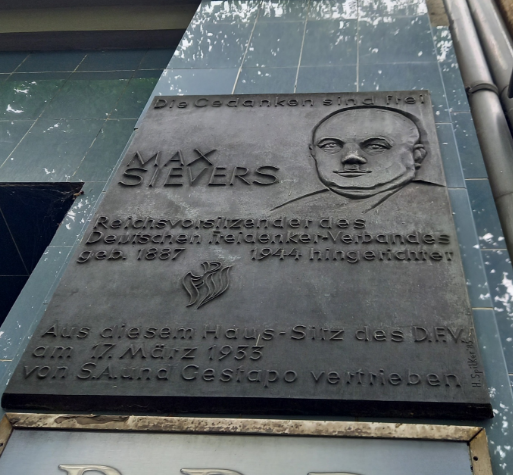 Die Gedanken sind frei
MAX
SIEVERS
Reichsvorsitzender des
Deutschen Freidenker-Verbandes
geb. 1887 1944 hingerichtet
Aus diesem Haus-Sitz des D.F.V.
am 17. März 1933
von S.A. und Gestapo vertrieben